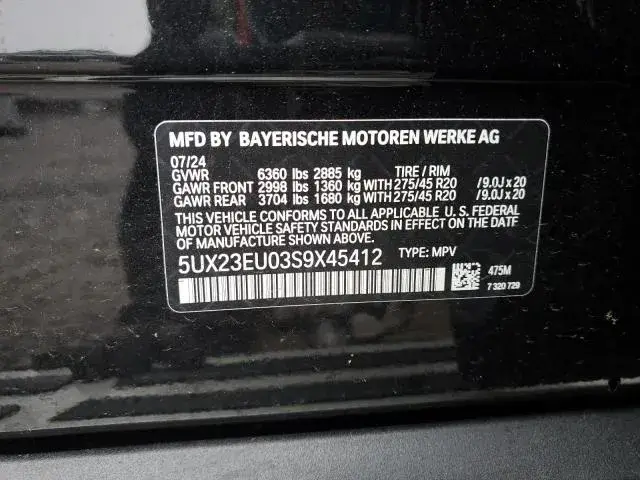 MFD BY BAYERISCHE MOTOREN WERKE AG
07/24
GVWR 6360 lbs 2885 kg TIRE / RIM
GAWR FRONT 2998 lbs 1360 kg WITH 275/45 R20 / 9.0J x 20
GAWR REAR 3704 lbs 1680 kg WITH 275/45 R20 / 9.0J x 20
THIS VEHICLE CONFORMS TO ALL APPLICABLE U. S. FEDERAL
MOTOR VEHICLE SAFETY STANDARDS IN EFFECT ON THE DATE
OF MANUFACTURE SHOWN ABOVE.
5UX23EU03S9X45412 TYPE: MPV
475M
7 320 729